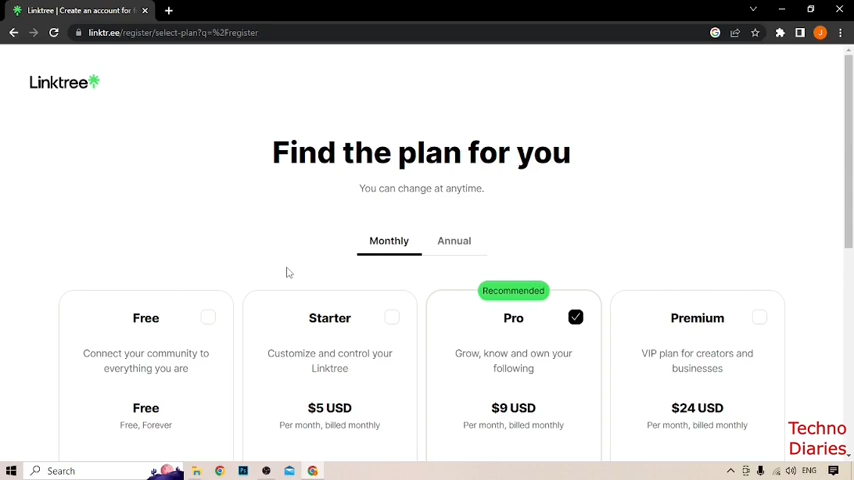 Linktree | Create an account for f
linktr.ee/register/select-plan?q=%2Fregister
J
Linktree
Find the plan for you
You can change at anytime.
Monthly
Annual
Recommended
Free
Connect your community to
everything you are
Free
Free, Forever
Starter
Customize and control your
Linktree
$5 USD
Per month, billed monthly
Pro
Grow, know and own your
following
$9 USD
Per month, billed monthly
Premium
VIP plan for creators and
businesses
$24 USD
Per month, billed monthly
Techno
Diaries
Search
ENG